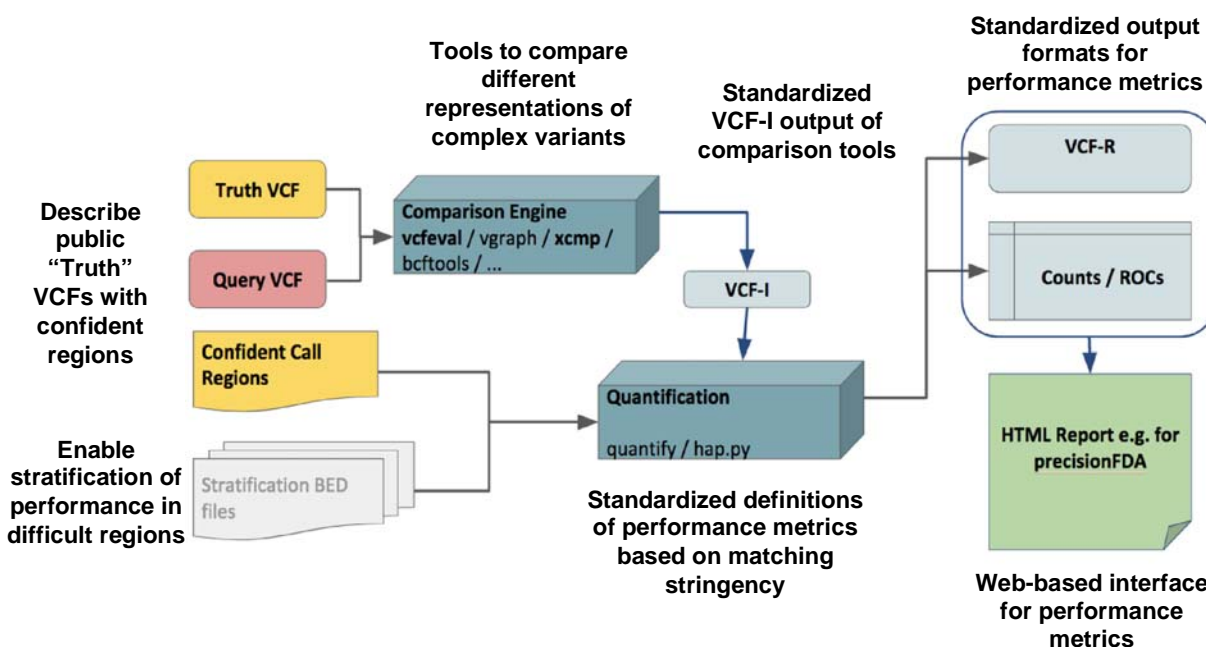 Tools to compare
different
representations of
complex variants
Standardized
VCF-I output of
comparison tools
Standardized output
formats for
performance metrics
Describe
public
“Truth”
VCFs with
confident
regions
Truth VCF
Query VCF
Comparison Engine
vcfeval / vgraph / xcmp /
bcftools / ...
VCF-I
VCF-R
Counts / ROCs
Confident Call
Regions
Enable
stratification of
performance in
difficult regions
Stratification BED
files
Quantification
quantify / hap.py
Standardized definitions
of performance metrics
based on matching
stringency
HTML Report e.g. for
precisionFDA
Web-based interface
for performance
metrics